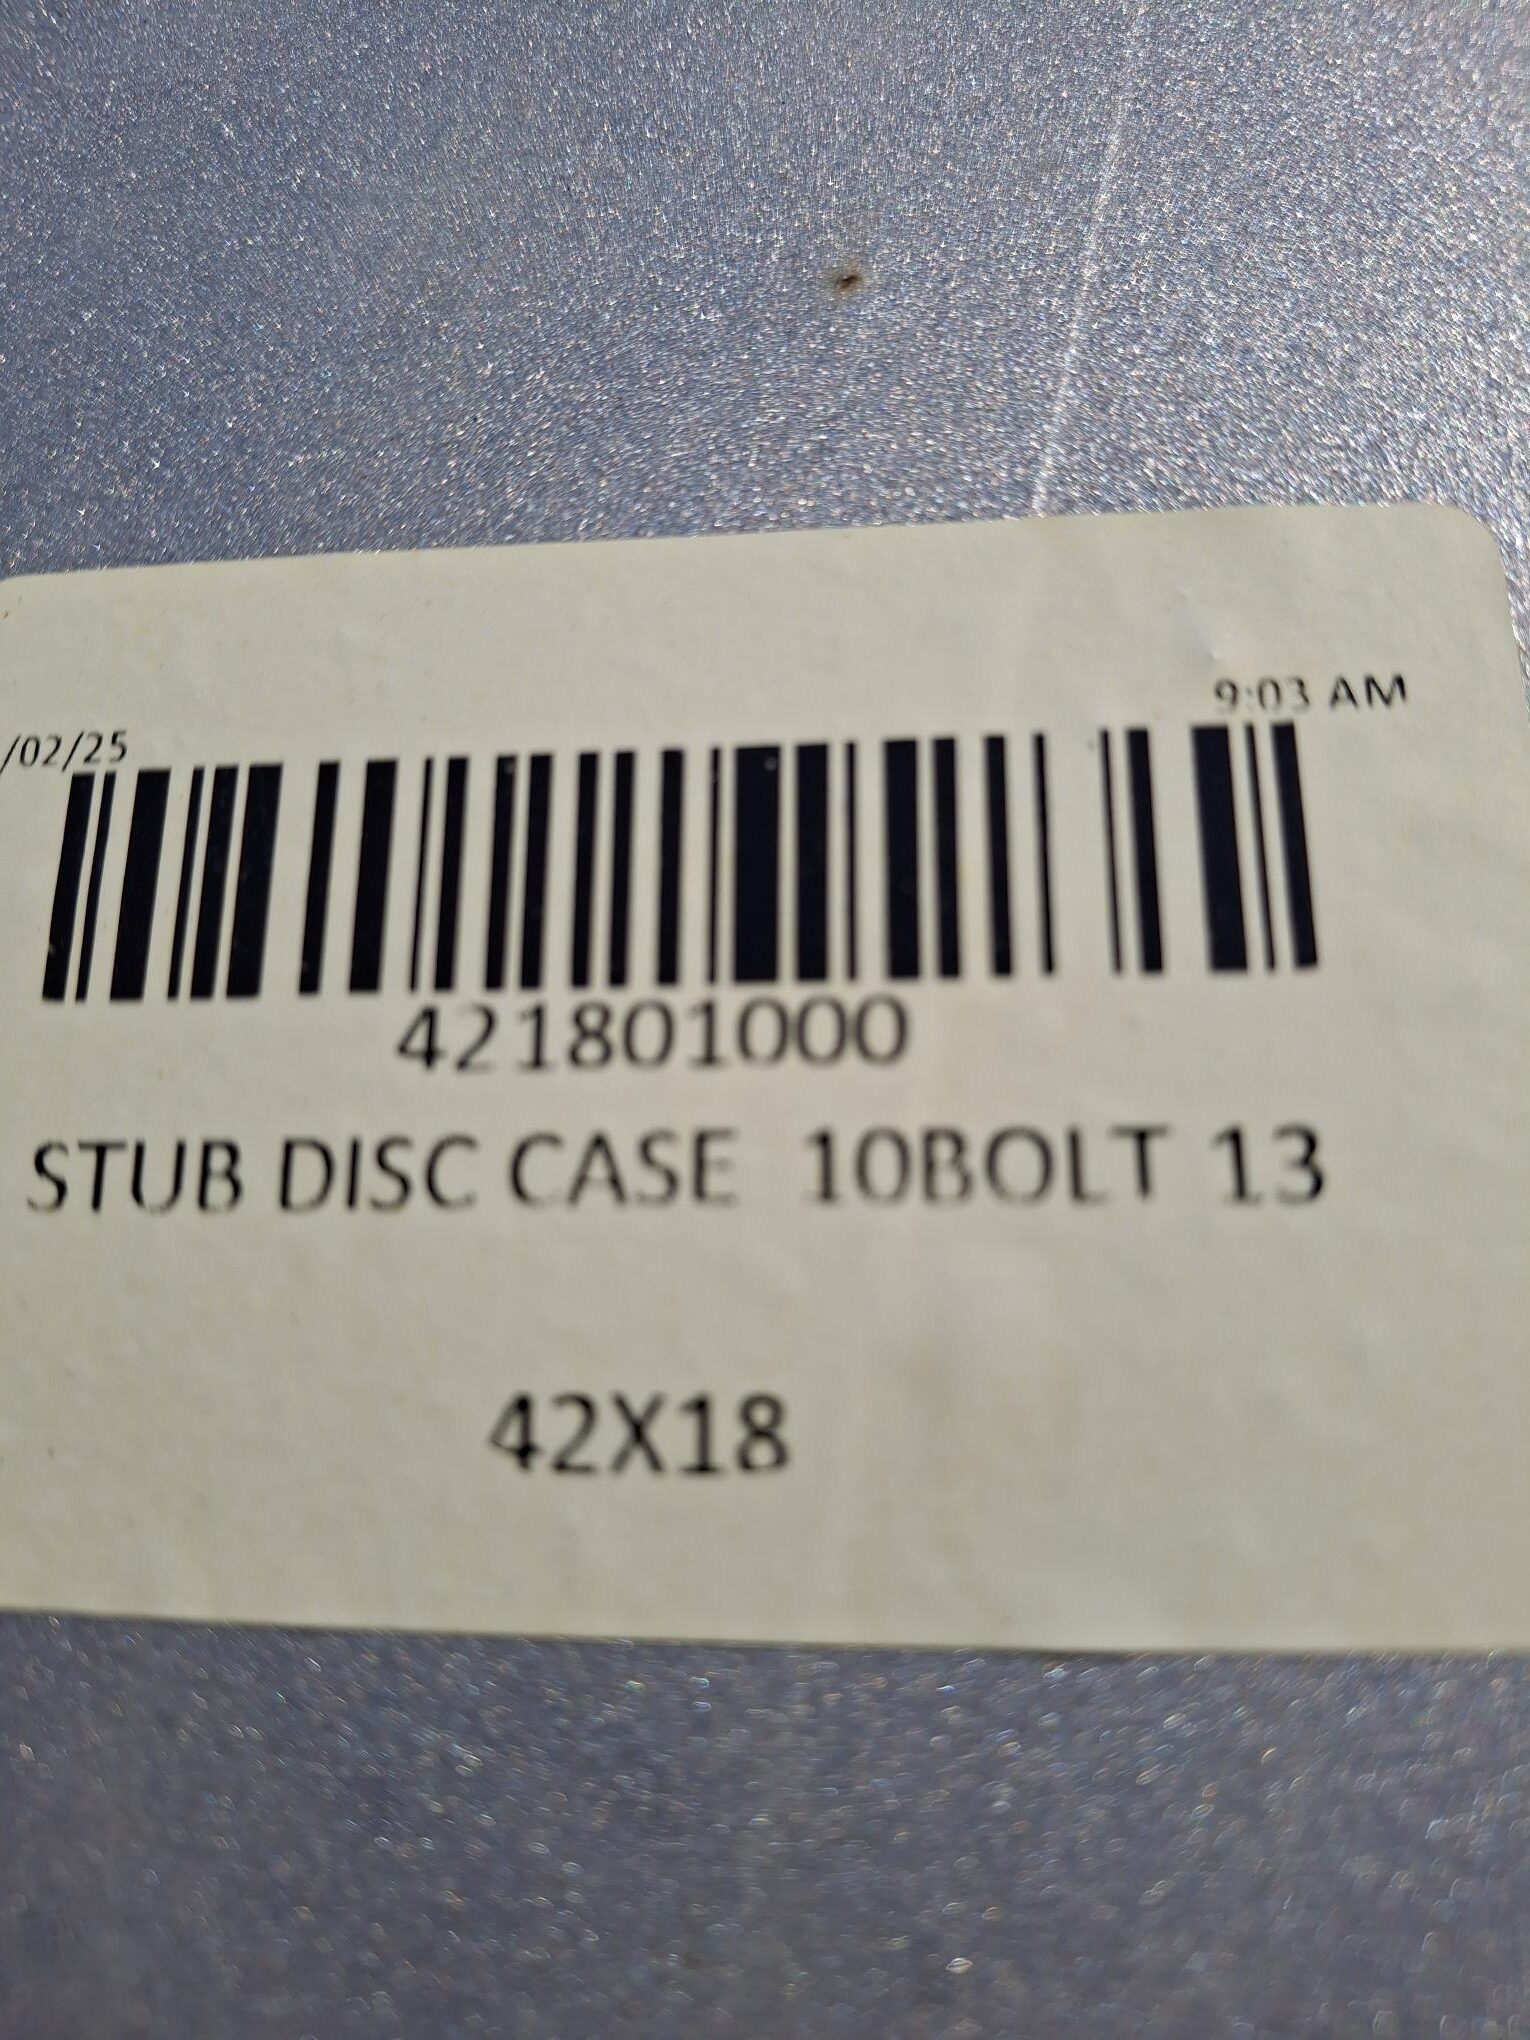 /02/25 9:03 AM
421801000
STUB DISC CASE 10BOLT 13
42X18